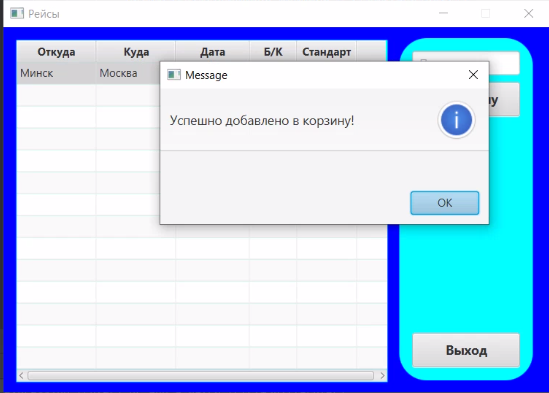 Рейсы
Откуда Куда Дата Б/К Стандарт
Минск Москва
Message
Успешно добавлено в корзину!
OK
Выход